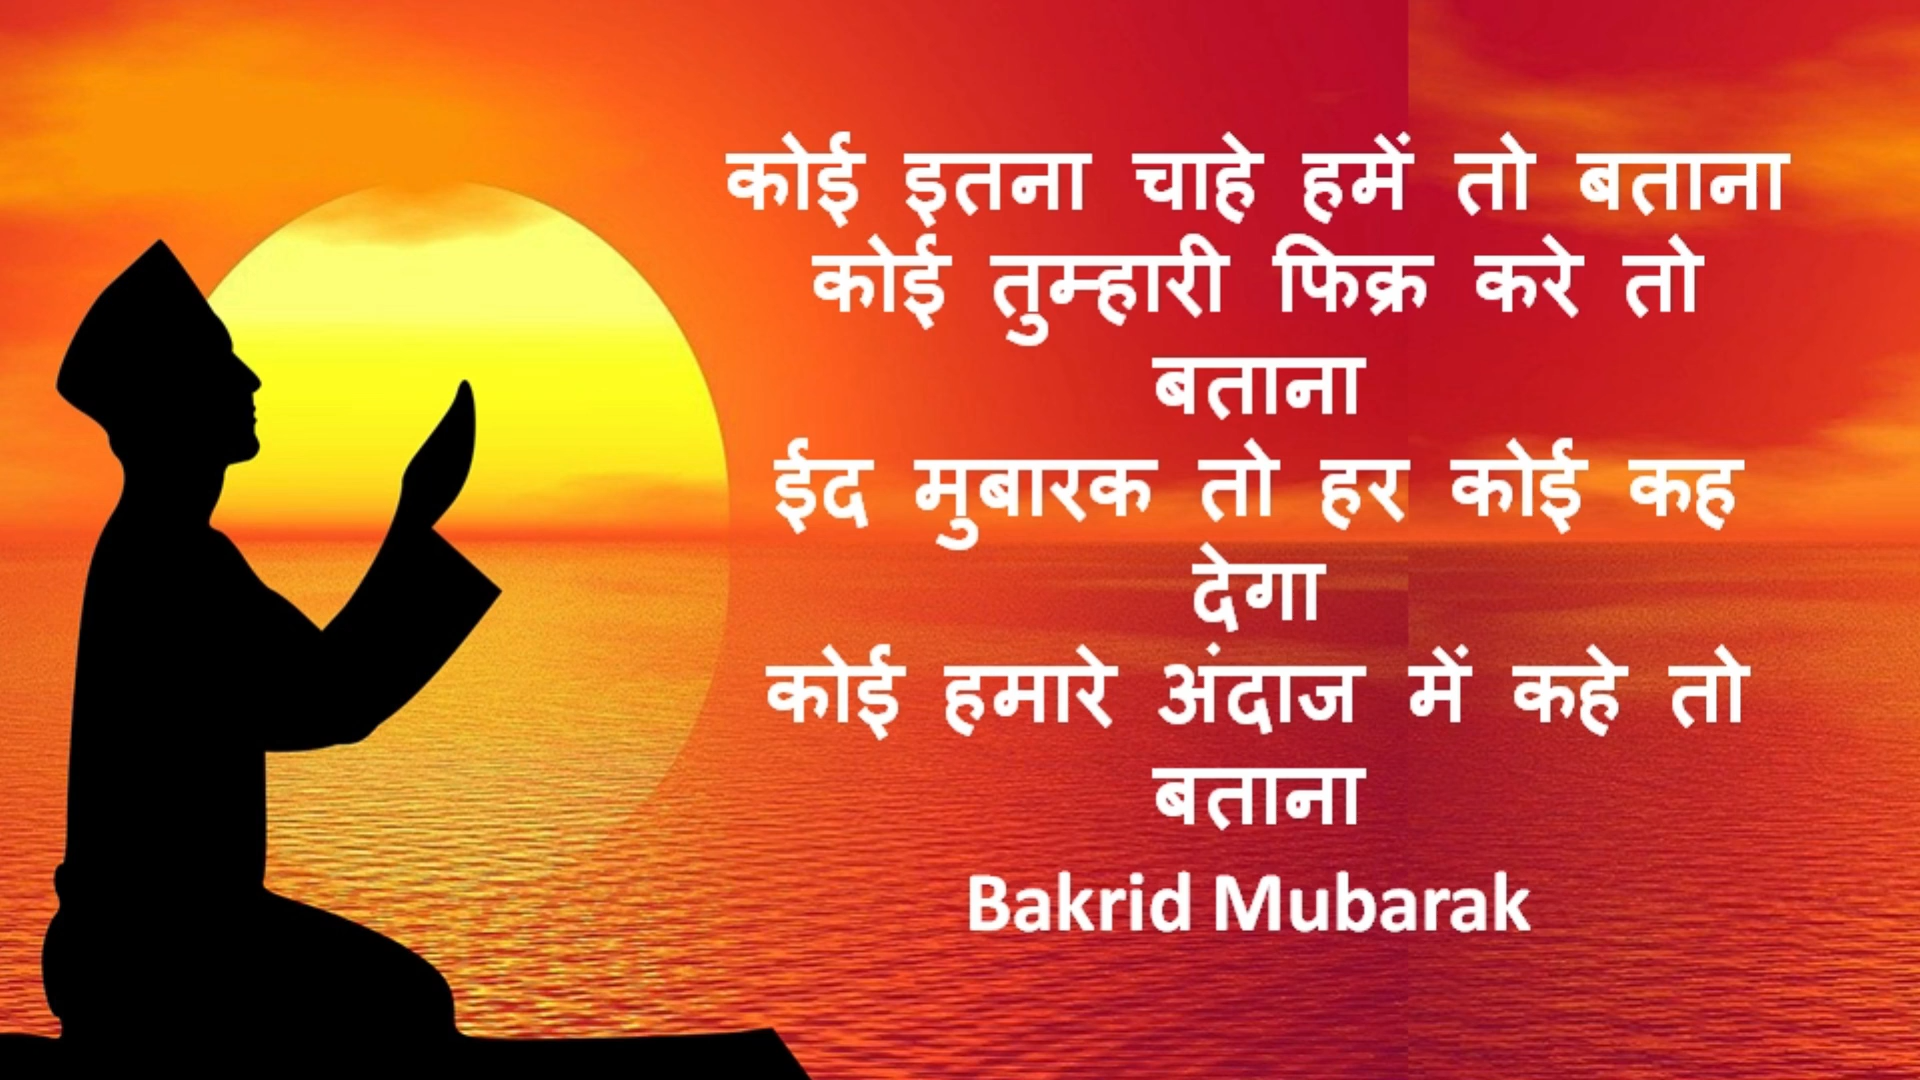 कोई इतना चाहे हमें तो बताना
कोई तुम्हारी फिक्र करे तो
बताना
ईद मुबारक तो हर कोई कह
देगा
कोई हमारे अंदाज में कहे तो
बताना
Bakrid Mubarak